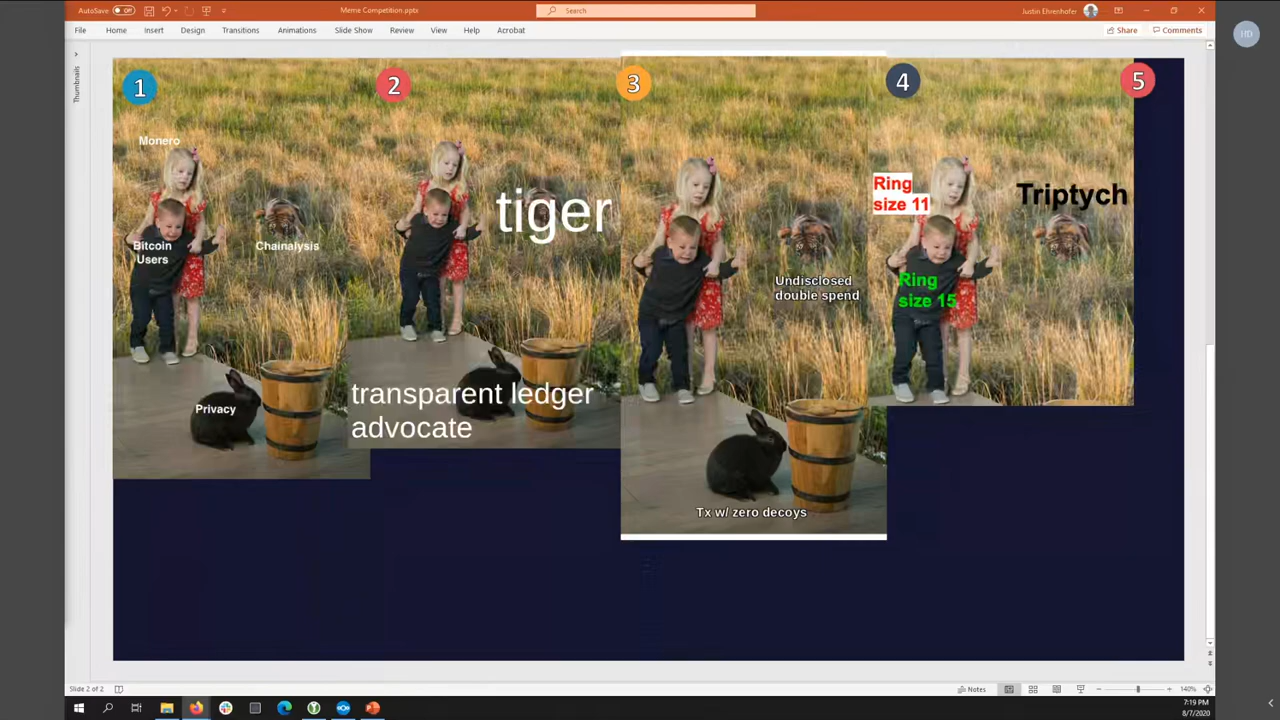 AutoSave
Off
Meme Competition.pptx
Search
Justin Ehrenhofer
HD
File
Home
Insert
Design
Transitions
Animations
Slide Show
Review
View
Help
Acrobat
Share
Comments
Thumbnails
1
2
3
4
5
Monero
Bitcoin
Users
Chainalysis
Privacy
tiger
transparent ledger
advocate
Undisclosed
double spend
Tx w/ zero decoys
Ring
size 11
Ring
size 15
Triptych
Slide 2 of 2
Notes
140%
7:19 PM
8/7/2020